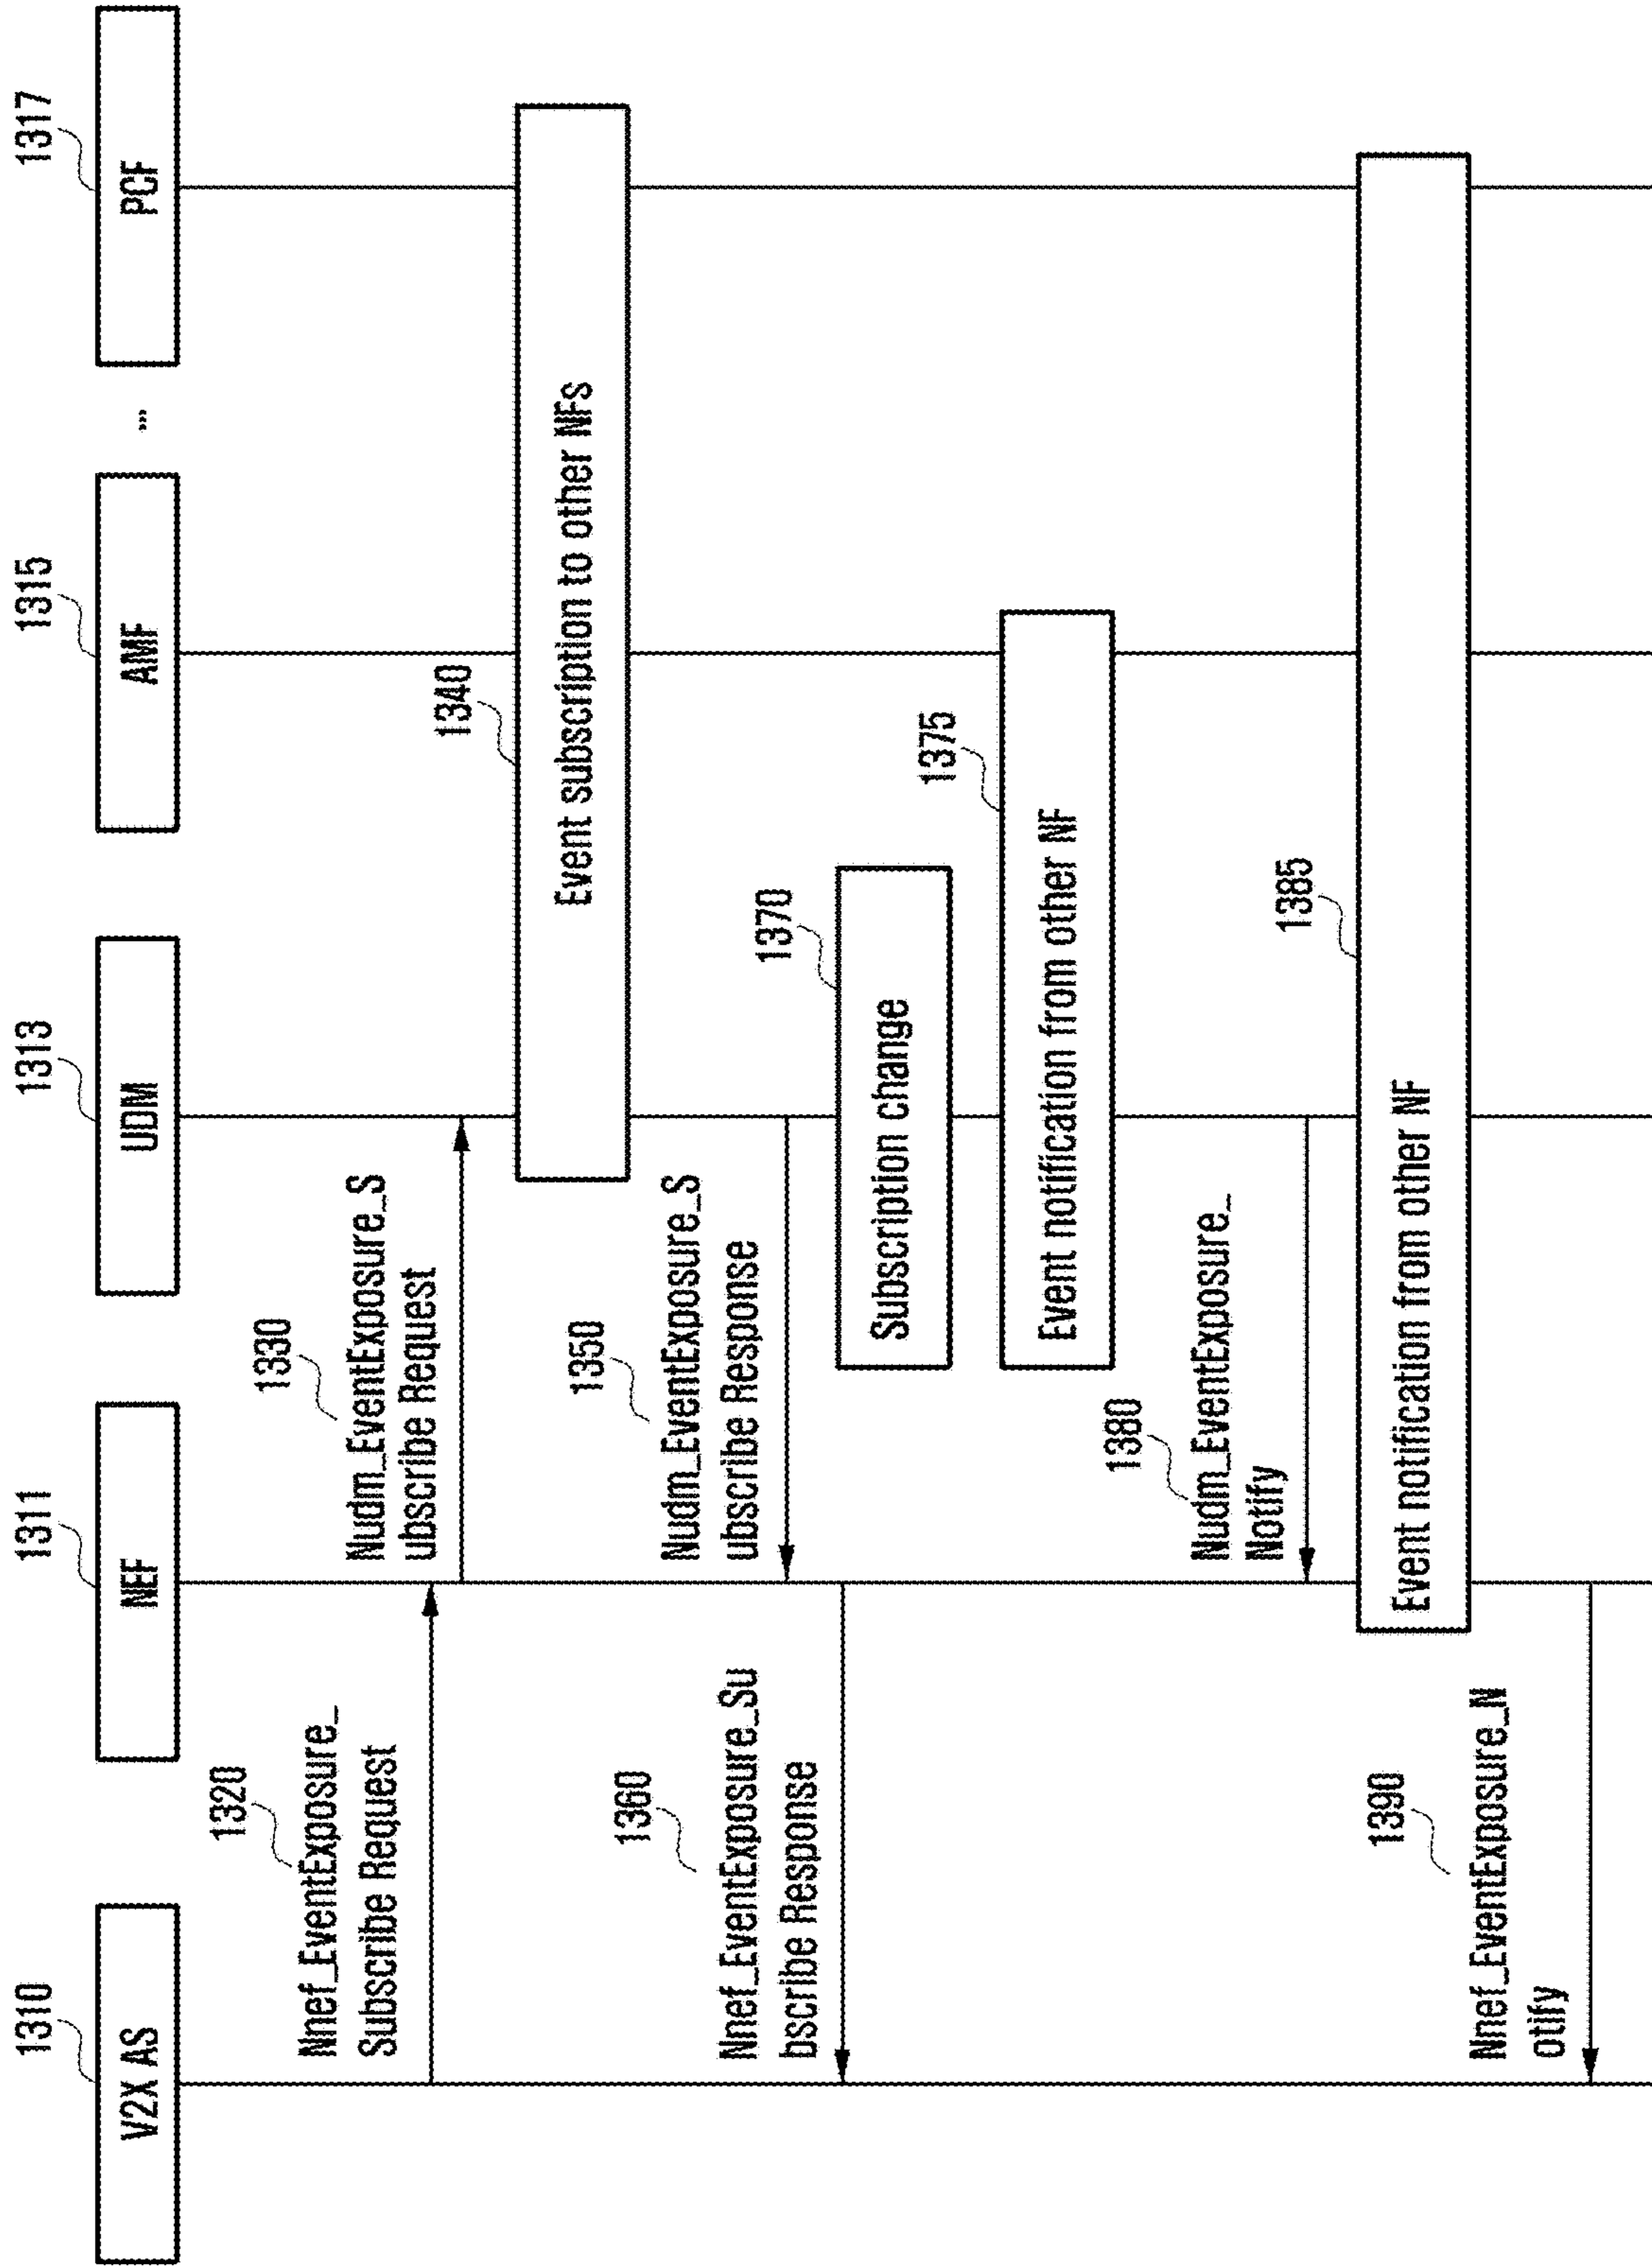 1310
1311
1313
1315
1317
V2X AS
NEF
UDM
AMF
...
PCF
1320
Nnef_EventExposure_
Subscribe Request
1330
Nudm_EventExposure_S
ubscribe Request
1340
Event subscription to other NFs
1350
Nudm_EventExposure_S
ubscribe Response
1360
Nnef_EventExposure_Su
bscribe Response
1370
Subscription change
1375
Event notification from other NF
1380
Nudm_EventExposure_
Notify
1385
Event notification from other NF
1390
Nnef_EventExposure_N
otify